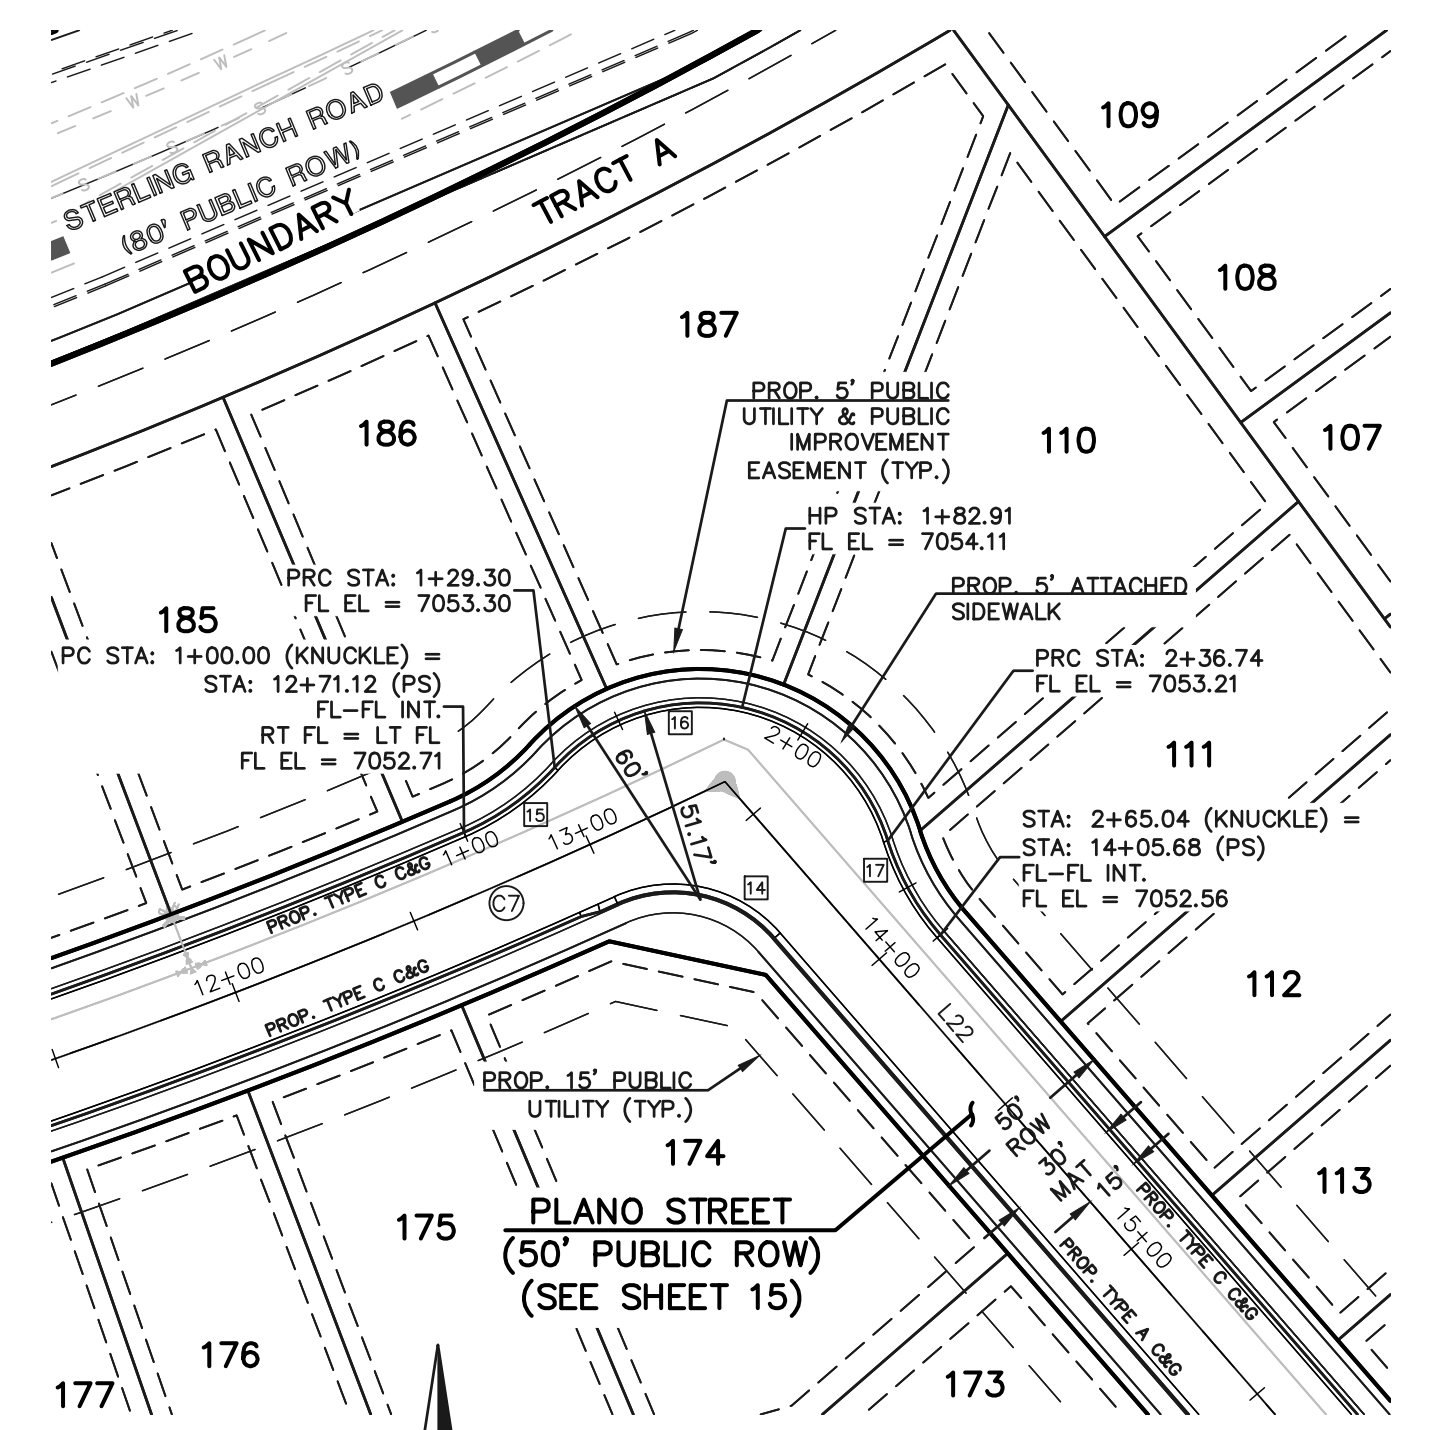 W
W
S
S
S
S
STERLING RANCH ROAD
(80' PUBLIC ROW)
BOUNDARY
TRACT A
109
108
107
187
186
110
PROP. 5' PUBLIC
UTILITY & PUBLIC
IMPROVEMENT
EASEMENT (TYP.)
HP STA: 1+82.91
FL EL = 7054.11
PRC STA: 1+29.30
FL EL = 7053.30
PROP. 5' ATTACHED
SIDEWALK
185
PC STA: 1+00.00 (KNUCKLE) =
STA: 12+71.12 (PS)
FL-FL INT.
RT FL = LT FL
FL EL = 7052.71
PRC STA: 2+36.74
FL EL = 7053.21
16
2+00
60'
111
15
1+00
13+00
51.17'
STA: 2+65.04 (KNUCKLE) =
STA: 14+05.68 (PS)
FL-FL INT.
FL EL = 7052.56
17
14
C7
PROP. TYPE C C&G
12+00
PROP. TYPE C C&G
14+00
L22
112
PROP. 15' PUBLIC
UTILITY (TYP.)
50'
ROW
30'
MAT
15'
174
113
PLANO STREET
(50' PUBLIC ROW)
(SEE SHEET 15)
175
PROP. TYPE C C&G
15+00
PROP. TYPE A C&G
176
177
173